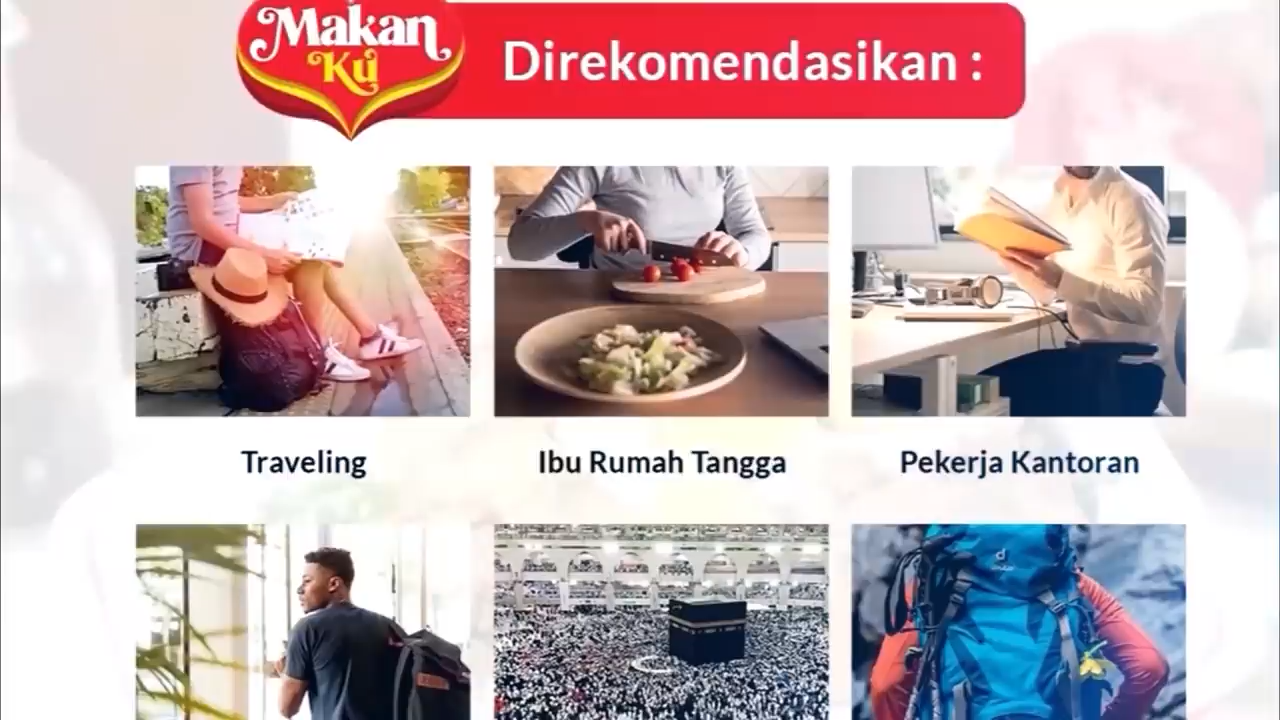 Makan
Ku
Direkomendasikan :
Traveling
Ibu Rumah Tangga
Pekerja Kantoran